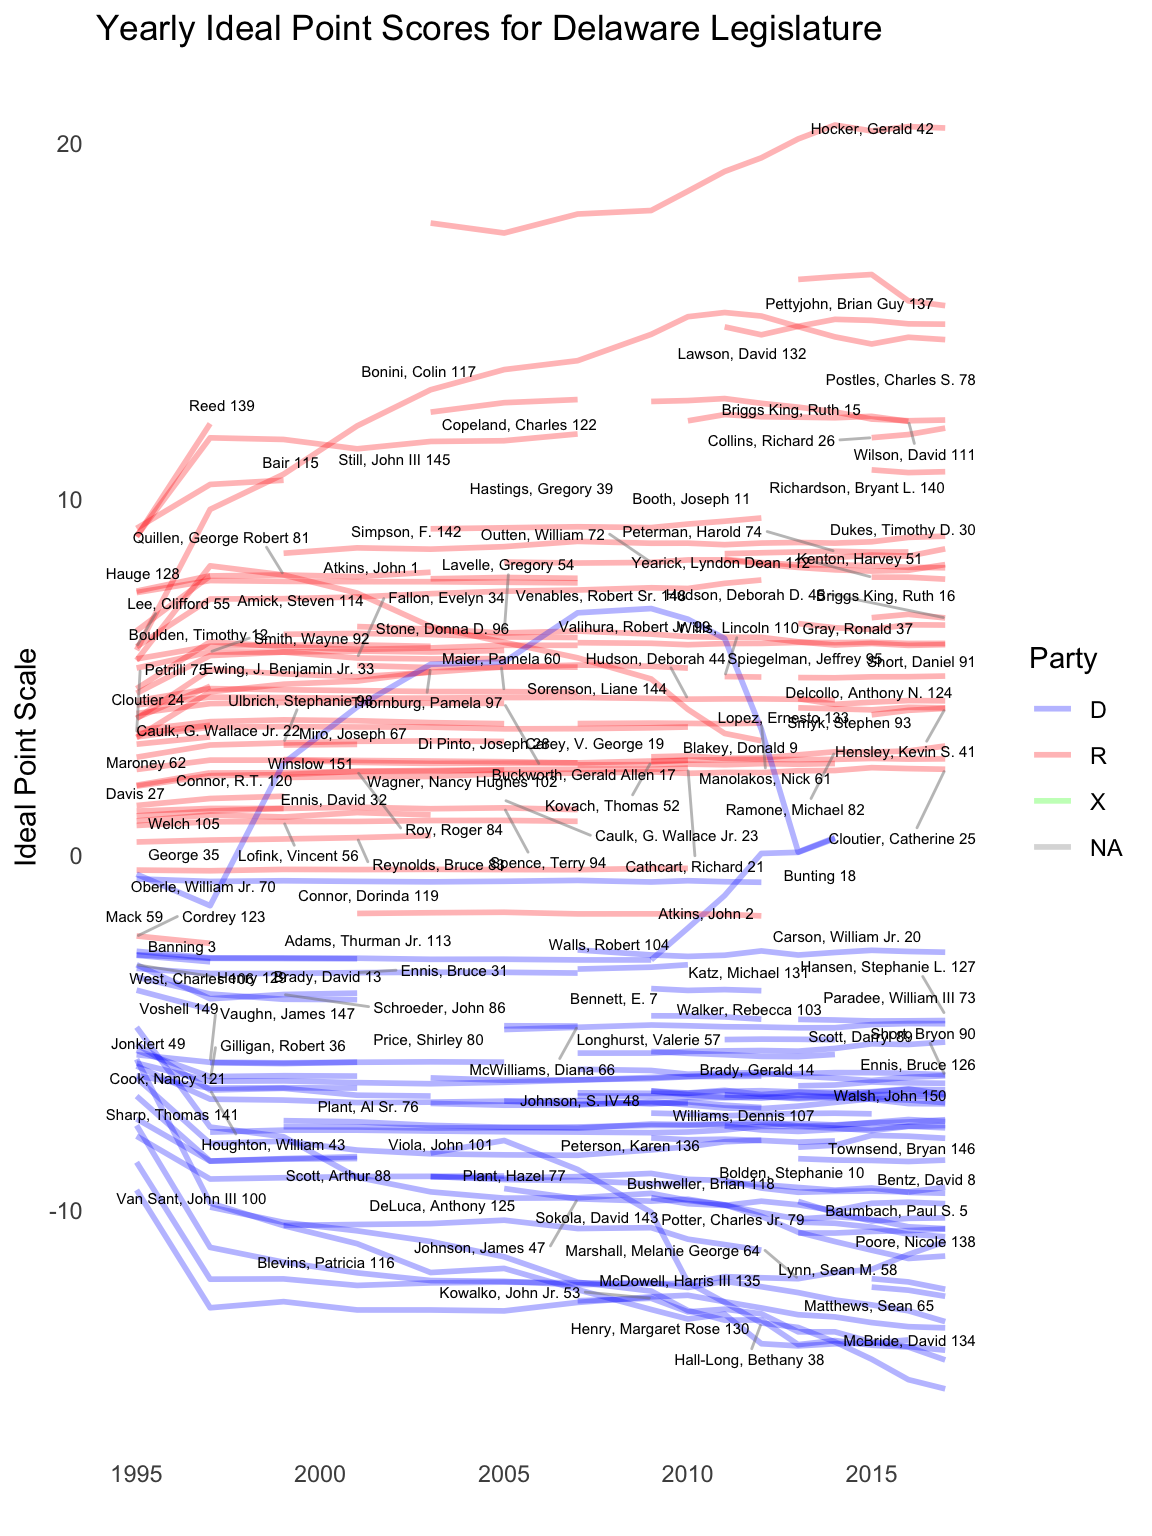 Yearly Ideal Point Scores for Delaware Legislature
Ideal Point Scale
20
10
0
-10
Hocker, Gerald 42
Pettyjohn, Brian Guy 137
Lawson, David 132
Bonini, Colin 117
Postles, Charles S. 78
Reed 139
Briggs King, Ruth 15
Copeland, Charles 122
Collins, Richard 26
Wilson, David 111
Bair 115
Still, John III 145
Hastings, Gregory 39
Richardson, Bryant L. 140
Booth, Joseph 11
Quillen, George Robert 81
Simpson, F. 142
Outten, William 72
Peterman, Harold 74
Dukes, Timothy D. 30
Hauge 128
Atkins, John 1
Lavelle, Gregory 54
Yearick, Lyndon Dean 112
Kenton, Harvey 51
Lee, Clifford 55
Amick, Steven 114
Fallon, Evelyn 34
Venables, Robert Sr. 148
Hudson, Deborah D. 45
Briggs King, Ruth 16
Boulden, Timothy 12
Smith, Wayne 92
Stone, Donna D. 96
Valihura, Robert Jr. 99
Willis, Lincoln 110
Gray, Ronald 37
Petrilli 75
Ewing, J. Benjamin Jr. 33
Maier, Pamela 60
Hudson, Deborah 44
Spiegelman, Jeffrey 95
Short, Daniel 91
Cloutier 24
Ulbrich, Stephanie 98
Thornburg, Pamela 97
Sorenson, Liane 144
Delcollo, Anthony N. 124
Caulk, G. Wallace Jr. 22
Miro, Joseph 67
Di Pinto, Joseph 28
Carey, V. George 19
Lopez, Ernesto 133
Smyk, Stephen 93
Maroney 62
Winslow 151
Blakey, Donald 9
Hensley, Kevin S. 41
Connor, R.T. 120
Wagner, Nancy Hughes 102
Buckworth, Gerald Allen 17
Manolakos, Nick 61
Davis 27
Ennis, David 32
Kovach, Thomas 52
Ramone, Michael 82
Welch 105
Roy, Roger 84
Caulk, G. Wallace Jr. 23
Cloutier, Catherine 25
George 35
Lofink, Vincent 56
Reynolds, Bruce 83
Spence, Terry 94
Cathcart, Richard 21
Bunting 18
Oberle, William Jr. 70
Connor, Dorinda 119
Mack 59
Cordrey 123
Atkins, John 2
Banning 3
Adams, Thurman Jr. 113
Walls, Robert 104
Carson, William Jr. 20
West, Charles 106
Henry 129
Brady, David 13
Ennis, Bruce 31
Katz, Michael 131
Hansen, Stephanie L. 127
Voshell 149
Vaughn, James 147
Schroeder, John 86
Bennett, E. 7
Walker, Rebecca 103
Paradee, William III 73
Jonkiert 49
Gilligan, Robert 36
Price, Shirley 80
Longhurst, Valerie 57
Scott, Darryl 89
Short, Bryon 90
Cook, Nancy 121
McWilliams, Diana 66
Brady, Gerald 14
Ennis, Bruce 126
Sharp, Thomas 141
Plant, Al Sr. 76
Johnson, S. IV 48
Williams, Dennis 107
Walsh, John 150
Houghton, William 43
Viola, John 101
Peterson, Karen 136
Townsend, Bryan 146
Scott, Arthur 88
Plant, Hazel 77
Bushweller, Brian 118
Bolden, Stephanie 10
Bentz, David 8
Van Sant, John III 100
DeLuca, Anthony 125
Sokola, David 143
Potter, Charles Jr. 79
Baumbach, Paul S. 5
Johnson, James 47
Marshall, Melanie George 64
Poore, Nicole 138
Blevins, Patricia 116
McDowell, Harris III 135
Lynn, Sean M. 58
Kowalko, John Jr. 53
Matthews, Sean 65
Henry, Margaret Rose 130
McBride, David 134
Hall-Long, Bethany 38
1995
2000
2005
2010
2015
Party
D
R
X
NA